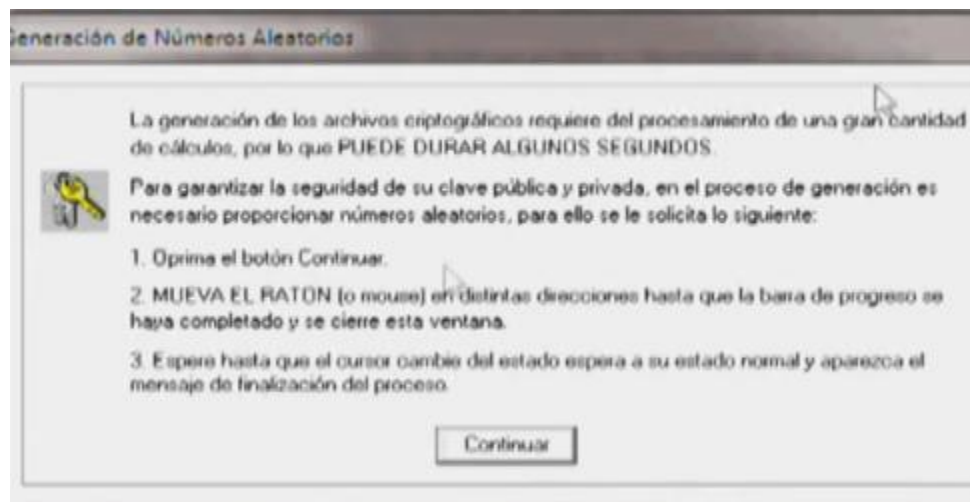 Generación de Números Aleatorios
La generación de los archivos criptográficos requiere del procesamiento de una gran cantidad
de cálculos, por lo que PUEDE DURAR ALGUNOS SEGUNDOS.
Para garantizar la seguridad de su clave pública y privada, en el proceso de generación es
necesario proporcionar números aleatorios, para ello se le solicita lo siguiente:
1. Oprima el botón Continuar.
2. MUEVA EL RATON (o mouse) en distintas direcciones hasta que la barra de progreso se
haya completado y se cierre esta ventana.
3. Espere hasta que el cursor cambie del estado espera a su estado normal y aparezca el
mensaje de finalización del proceso.
Continuar